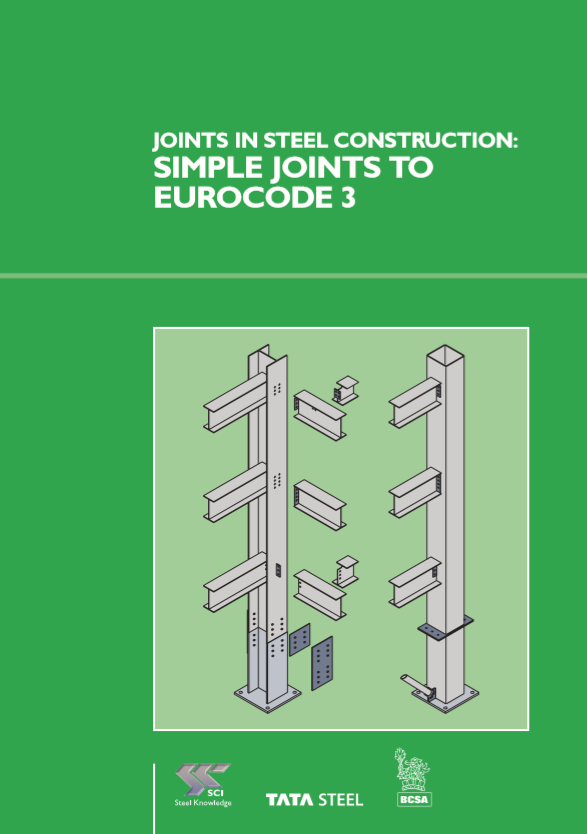 JOINTS IN STEEL CONSTRUCTION:
SIMPLE JOINTS TO
EUROCODE 3
SCI
Steel Knowledge
TATA STEEL
BCSA